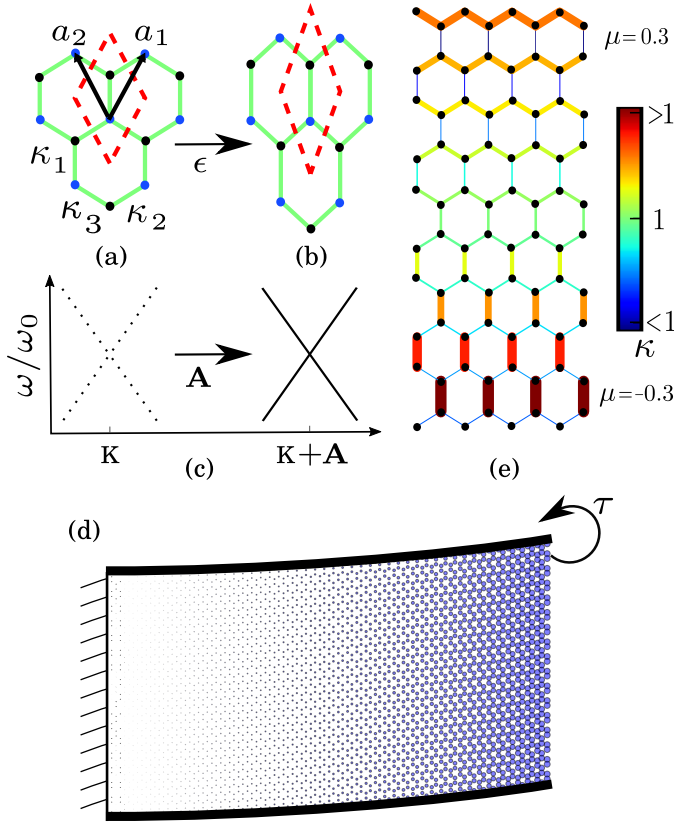 a₂ a₁
κ₁
κ₃ κ₂
ϵ
(a) (b)
ω/ω₀
A
K K+A
(c)
μ=0.3
>1
1
<1
κ
μ=-0.3
(e)
(d)
τ